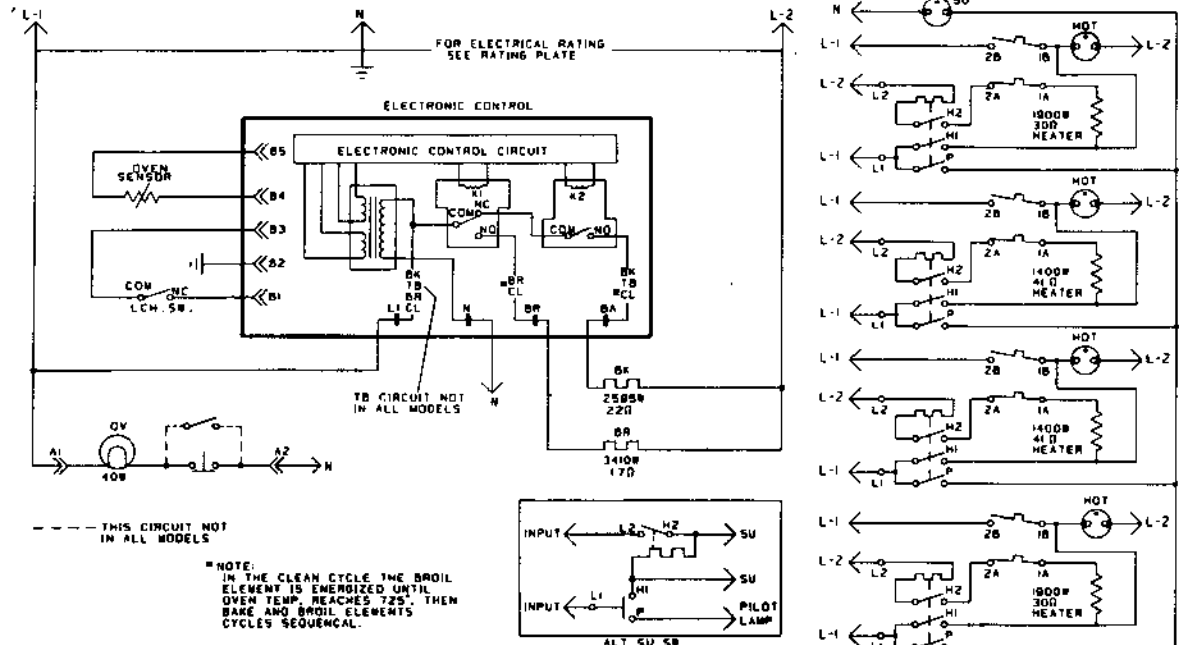 L-1
N
L-2
FOR ELECTRICAL RATING
SEE RATING PLATE
ELECTRONIC CONTROL
ELECTRONIC CONTROL CIRCUIT
B5
OVEN
SENSOR
B4
B3
B2
COM
NC
LCH.SW.
B1
K1
NC
COM
NO
K2
COM
NO
BK
TB
BR
CL
BR
CL
BK
TB
CL
L1
N
BR
BA
TB CIRCUIT NOT
IN ALL MODELS
N
BK
2585W
22Ω
BR
3410W
17Ω
A1
OV
40W
A2
N
THIS CIRCUIT NOT
IN ALL MODELS
NOTE:
IN THE CLEAN CYCLE THE BROIL
ELEMENT IS ENERGIZED UNTIL
OVEN TEMP. REACHES 725°, THEN
BAKE AND BROIL ELEMENTS
CYCLES SEQUENCAL.
INPUT
L2
H2
SU
SU
H1
INPUT
L1
P
PILOT
LAMP
ALT SU SW
N
SU
L-1
2B
1B
HOT
L-2
L-2
L2
H2
2A
1A
1900W
30Ω
HEATER
H1
L-1
L1
P
L-1
2B
1B
HOT
L-2
L-2
L2
H2
2A
1A
1400W
41Ω
HEATER
H1
L-1
L1
P
L-1
2B
1B
HOT
L-2
L-2
L2
H2
2A
1A
1400W
41Ω
HEATER
H1
L-1
L1
P
L-1
2B
1B
HOT
L-2
L-2
L2
H2
2A
1A
1900W
30Ω
HEATER
H1
L-1
L1
P